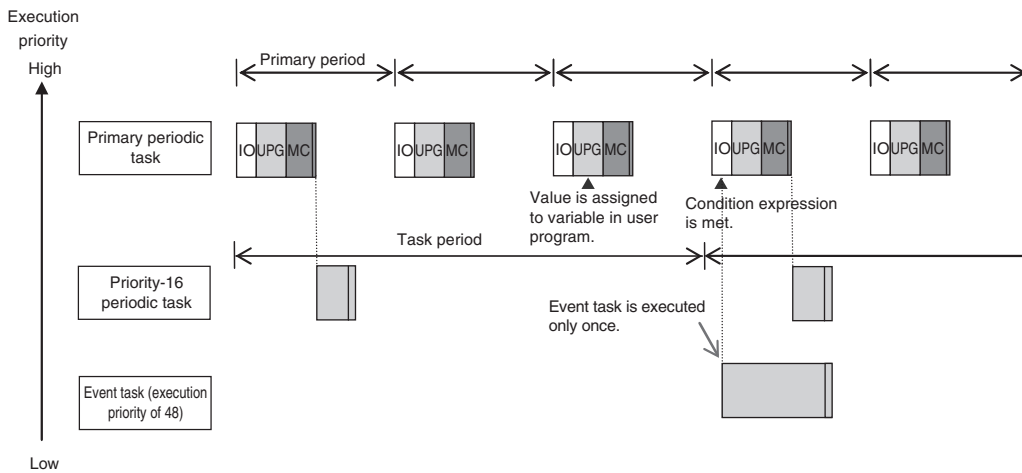 Execution
priority
High
Primary period
Primary periodic
task
IO UPG MC
IO UPG MC
IO UPG MC
IO UPG MC
IO UPG MC
Value is assigned
to variable in user
program.
Condition expression
is met.
Task period
Priority-16
periodic task
Event task is executed
only once.
Event task (execution
priority of 48)
Low